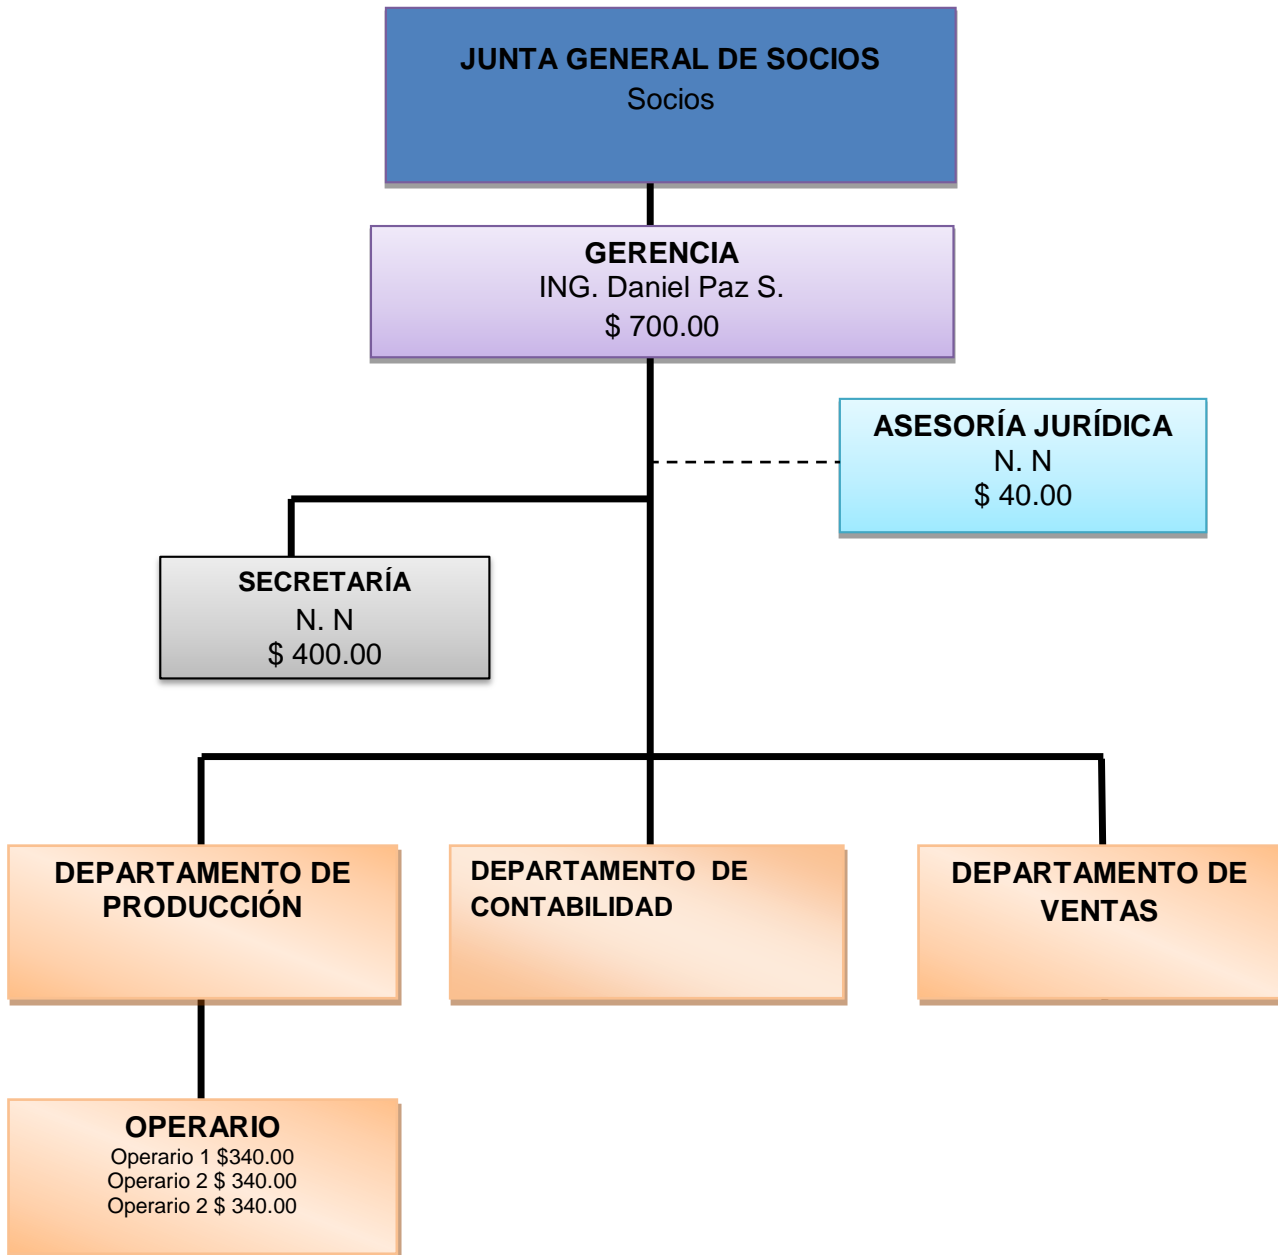 JUNTA GENERAL DE SOCIOS
Socios
GERENCIA
ING. Daniel Paz S.
$ 700.00
ASESORÍA JURÍDICA
N. N
$ 40.00
SECRETARÍA
N. N
$ 400.00
DEPARTAMENTO DE
PRODUCCIÓN
DEPARTAMENTO DE
CONTABILIDAD
DEPARTAMENTO DE
VENTAS
OPERARIO
Operario 1 $340.00
Operario 2 $ 340.00
Operario 2 $ 340.00